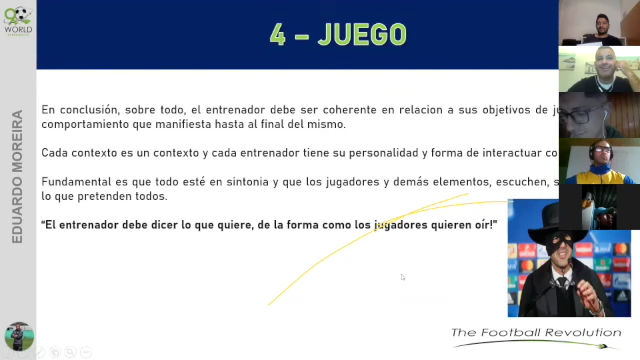 WORLD
4 – JUEGO
EDUARDO MOREIRA
En conclusión, sobre todo, el entrenador debe ser coherente en relacion a sus objetivos de ju
comportamiento que manifiesta hasta al final del mismo.
Cada contexto es un contexto y cada entrenador tiene su personalidad y forma de interactuar co
Fundamental es que todo esté en sintonia y que los jugadores y demás elementos, escuchen, s
lo que pretenden todos.
“El entrenador debe dicer lo que quiere, de la forma como los jugadores quieren oír!"
The Football Revolution